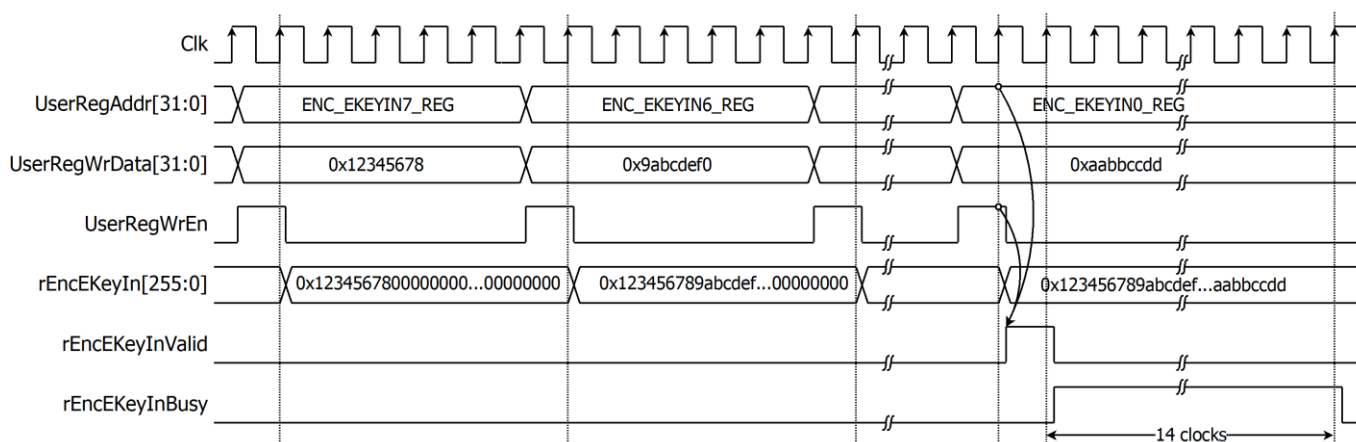 Clk
UserRegAddr[31:0] ENC_EKEYIN7_REG ENC_EKEYIN6_REG ENC_EKEYIN0_REG
UserRegWrData[31:0] 0x12345678 0x9abcdef0 0xaabbccdd
UserRegWrEn
rEncEKeyIn[255:0] 0x1234567800000000...00000000 0x123456789abcdef...00000000 0x123456789abcdef...aabbccdd
rEncEKeyInValid
rEncEKeyInBusy
14 clocks